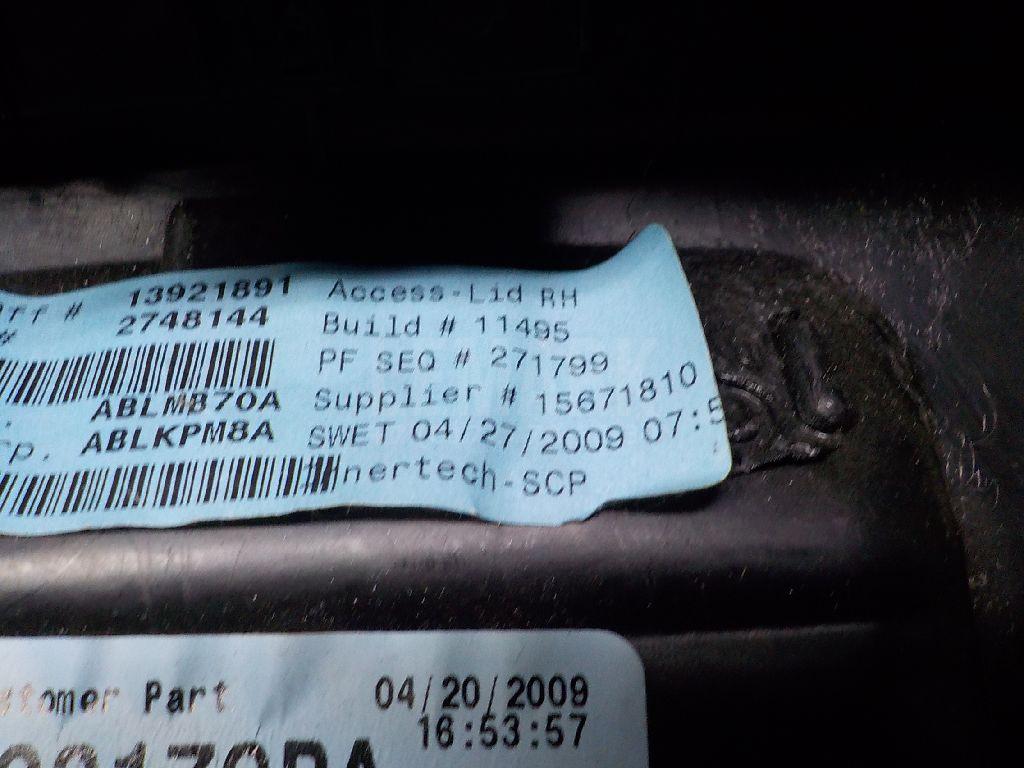 # 13921891 Access-Lid RH
# 2748144 Build # 11495
PF SEQ # 271799
ABLMB70A Supplier # 15671810
ABLKPM8A SWET 04/27/2009 07:5
nertech-SCP
Part 04/20/2009
16:53:57